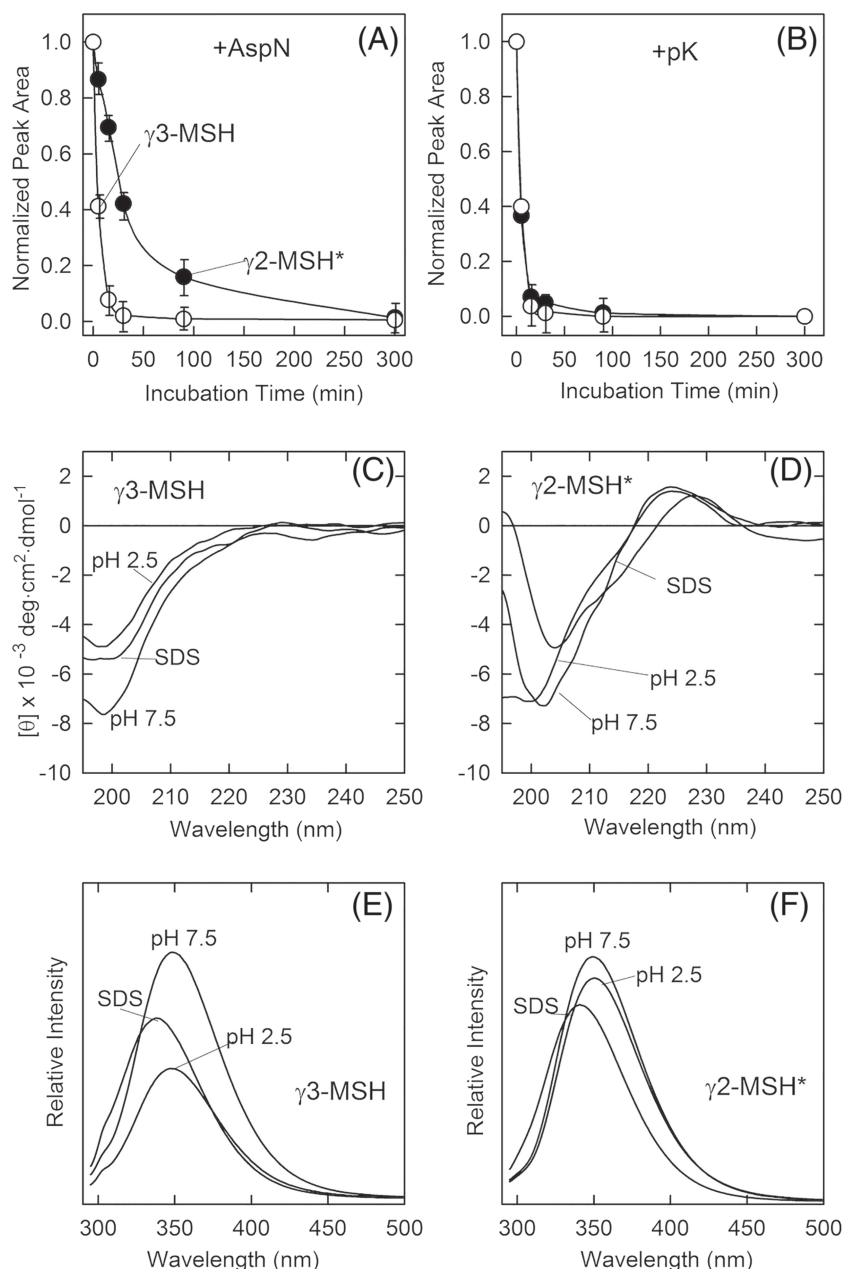 (A)
+AspN
γ3-MSH
γ2-MSH*
Normalized Peak Area
1.0
0.8
0.6
0.4
0.2
0.0
0 50 100 150 200 250 300
Incubation Time (min)
(B)
+pK
Normalized Peak Area
1.0
0.8
0.6
0.4
0.2
0.0
0 50 100 150 200 250 300
Incubation Time (min)
(C)
γ3-MSH
pH 2.5
SDS
pH 7.5
[θ] x 10 -3 deg·cm2·dmol-1
2
0
-2
-4
-6
-8
-10
200 210 220 230 240 250
Wavelength (nm)
(D)
γ2-MSH*
SDS
pH 2.5
pH 7.5
2
0
-2
-4
-6
-8
-10
200 210 220 230 240 250
Wavelength (nm)
(E)
pH 7.5
SDS
pH 2.5
γ3-MSH
Relative Intensity
300 350 400 450 500
Wavelength (nm)
(F)
pH 7.5
pH 2.5
SDS
γ2-MSH*
Relative Intensity
300 350 400 450 500
Wavelength (nm)